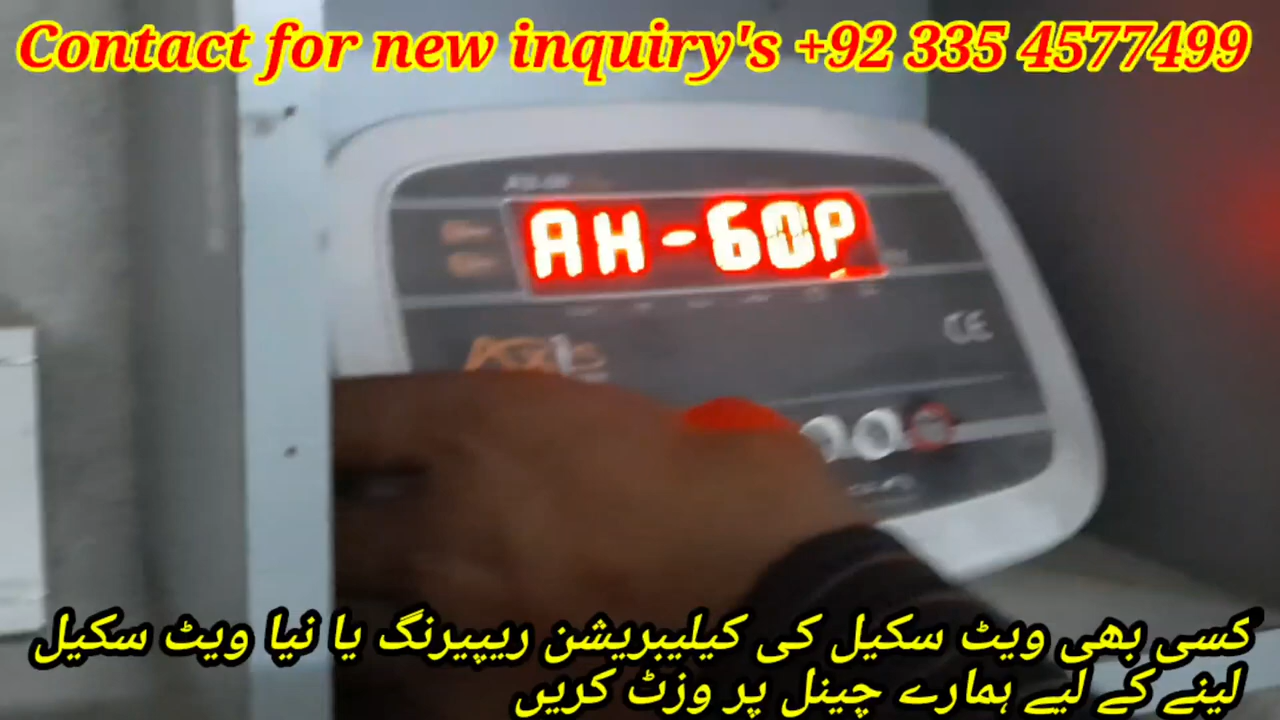 Contact for new inquiry's +92 335 4577499
AH-60P
CE
کسی بھی ویٹ سکیل کی کیلیبریشن ریپیرنگ یا نیا ویٹ سکیل
لینے کے لیے ہمارے چینل پر وزٹ کریں